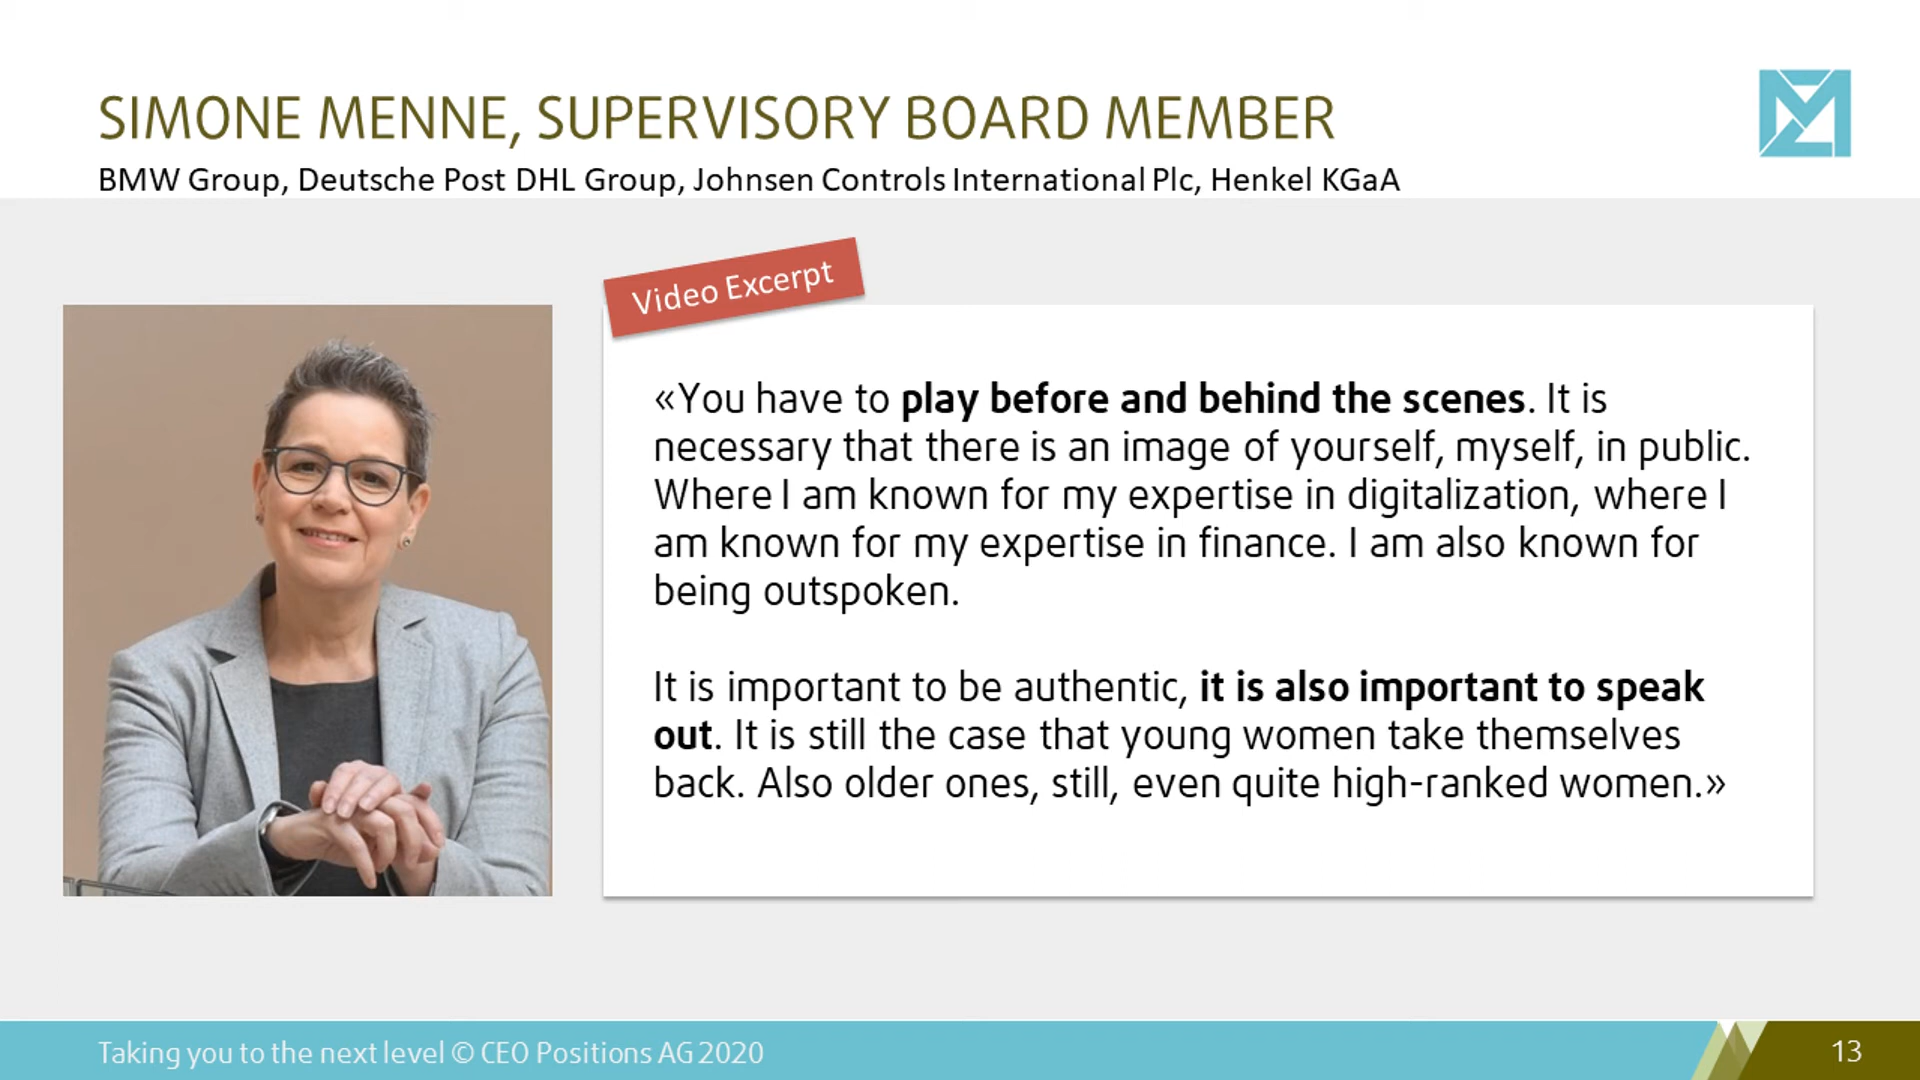 SIMONE MENNE, SUPERVISORY BOARD MEMBER
BMW Group, Deutsche Post DHL Group, Johnsen Controls International Plc, Henkel KGaA
Video Excerpt
«You have to play before and behind the scenes. It is
necessary that there is an image of yourself, myself, in public.
Where I am known for my expertise in digitalization, where I
am known for my expertise in finance. I am also known for
being outspoken.
It is important to be authentic, it is also important to speak
out. It is still the case that young women take themselves
back. Also older ones, still, even quite high-ranked women.»
Taking you to the next level © CEO Positions AG 2020
13